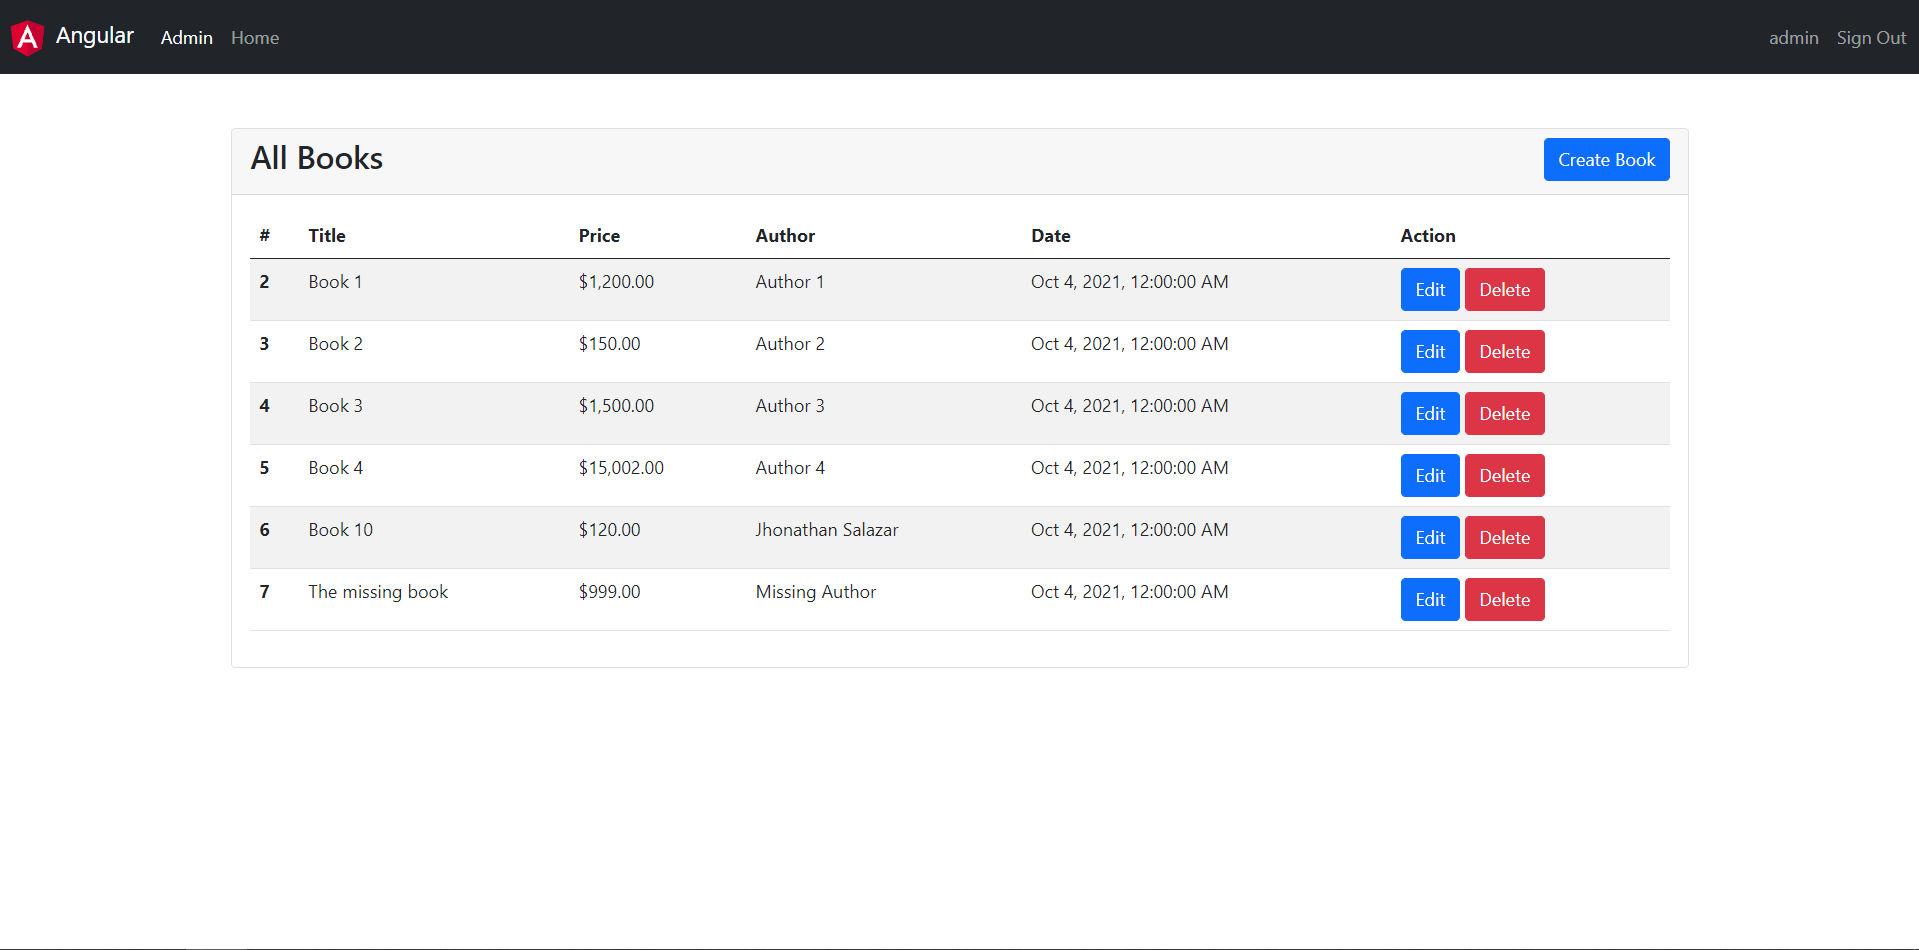 A Angular Admin Home admin Sign Out
All Books Create Book
# Title Price Author Date Action
2 Book 1 $1,200.00 Author 1 Oct 4, 2021, 12:00:00 AM Edit Delete
3 Book 2 $150.00 Author 2 Oct 4, 2021, 12:00:00 AM Edit Delete
4 Book 3 $1,500.00 Author 3 Oct 4, 2021, 12:00:00 AM Edit Delete
5 Book 4 $15,002.00 Author 4 Oct 4, 2021, 12:00:00 AM Edit Delete
6 Book 10 $120.00 Jhonathan Salazar Oct 4, 2021, 12:00:00 AM Edit Delete
7 The missing book $999.00 Missing Author Oct 4, 2021, 12:00:00 AM Edit Delete